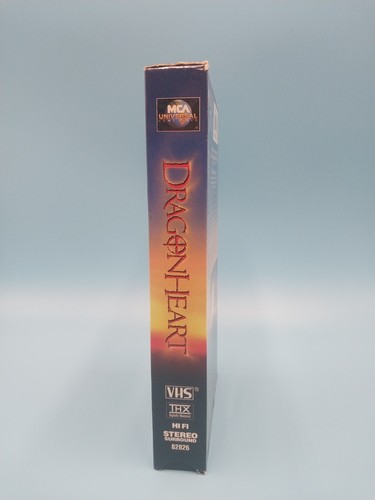 MCA
UNIVERSAL
DRAGONHEART
VHS
THX
HI FI
STEREO
SURROUND
82826